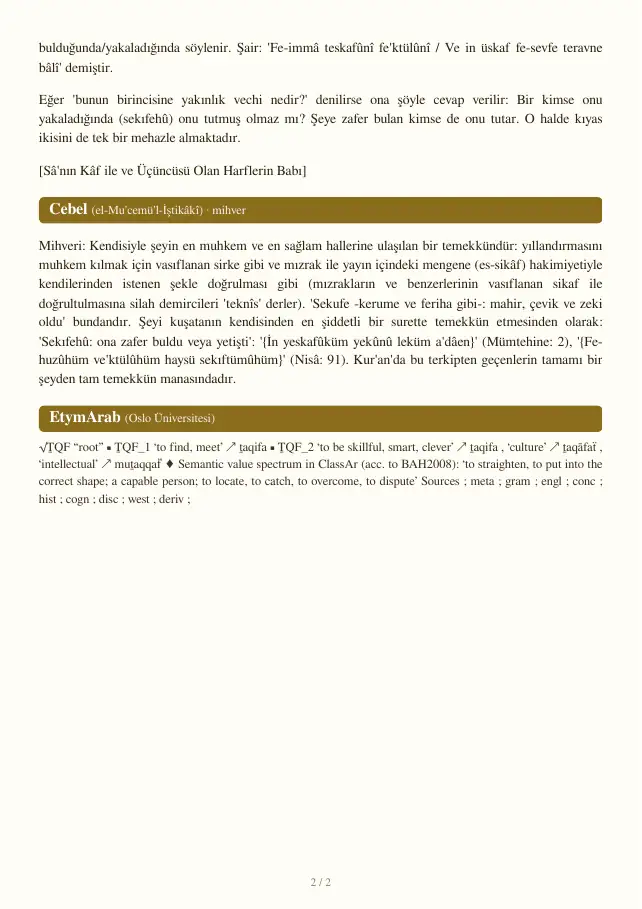 bulduğunda/yakaladığında söylenir. Şair: 'Fe-immâ teskafûnî fe'ktülûnî / Ve in üskaf fe-sevfe teravne
bâlî' demiştir.
Eğer 'bunun birincisine yakınlık vechi nedir?' denilirse ona şöyle cevap verilir: Bir kimse onu
yakaladığında (sekıfehû) onu tutmuş olmaz mı? Şeye zafer bulan kimse de onu tutar. O halde kıyas
ikisini de tek bir mehazle almaktadır.
[Sâ'nın Kâf ile ve Üçüncüsü Olan Harflerin Babı]
Cebel (el-Mu'cemü'l-İştikâkî) · mihver
Mihveri: Kendisiyle şeyin en muhkem ve en sağlam hallerine ulaşılan bir temekkündür: yıllandırmasını
muhkem kılmak için vasıflanan sirke gibi ve mızrak ile yayın içindeki mengene (es-sikâf) hakimiyetiyle
kendilerinden istenen şekle doğrulması gibi (mızrakların ve benzerlerinin vasıflanan sikaf ile
doğrultulmasına silah demircileri 'teknîs' derler). 'Sekufe -kerume ve feriha gibi-: mahir, çevik ve zeki
oldu' bundandır. Şeyi kuşatanın kendisinden en şiddetli bir surette temekkün etmesinden olarak:
'Sekıfehû: ona zafer buldu veya yetişti': '{İn yeskafûküm yekûnû leküm a'dâen}' (Mümtehine: 2), '{Fe-
huzûhüm ve'ktülûhüm haysü sekıftümûhüm}' (Nisâ: 91). Kur'an'da bu terkipten geçenlerin tamamı bir
şeyden tam temekkün manasındadır.
EtymArab (Oslo Üniversitesi)
√ṮQF “root” ▪ ṮQF_1 ‘to find, meet’ ↗ ṯaqifa ▪ ṮQF_2 ‘to be skillful, smart, clever’ ↗ ṯaqifa , ‘culture’ ↗ ṯaqāfaẗ ,
‘intellectual’ ↗ muṯaqqaf ♦ Semantic value spectrum in ClassAr (acc. to BAH2008): ‘to straighten, to put into the
correct shape; a capable person; to locate, to catch, to overcome, to dispute’ Sources ; meta ; gram ; engl ; conc ;
hist ; cogn ; disc ; west ; deriv ;
2 / 2